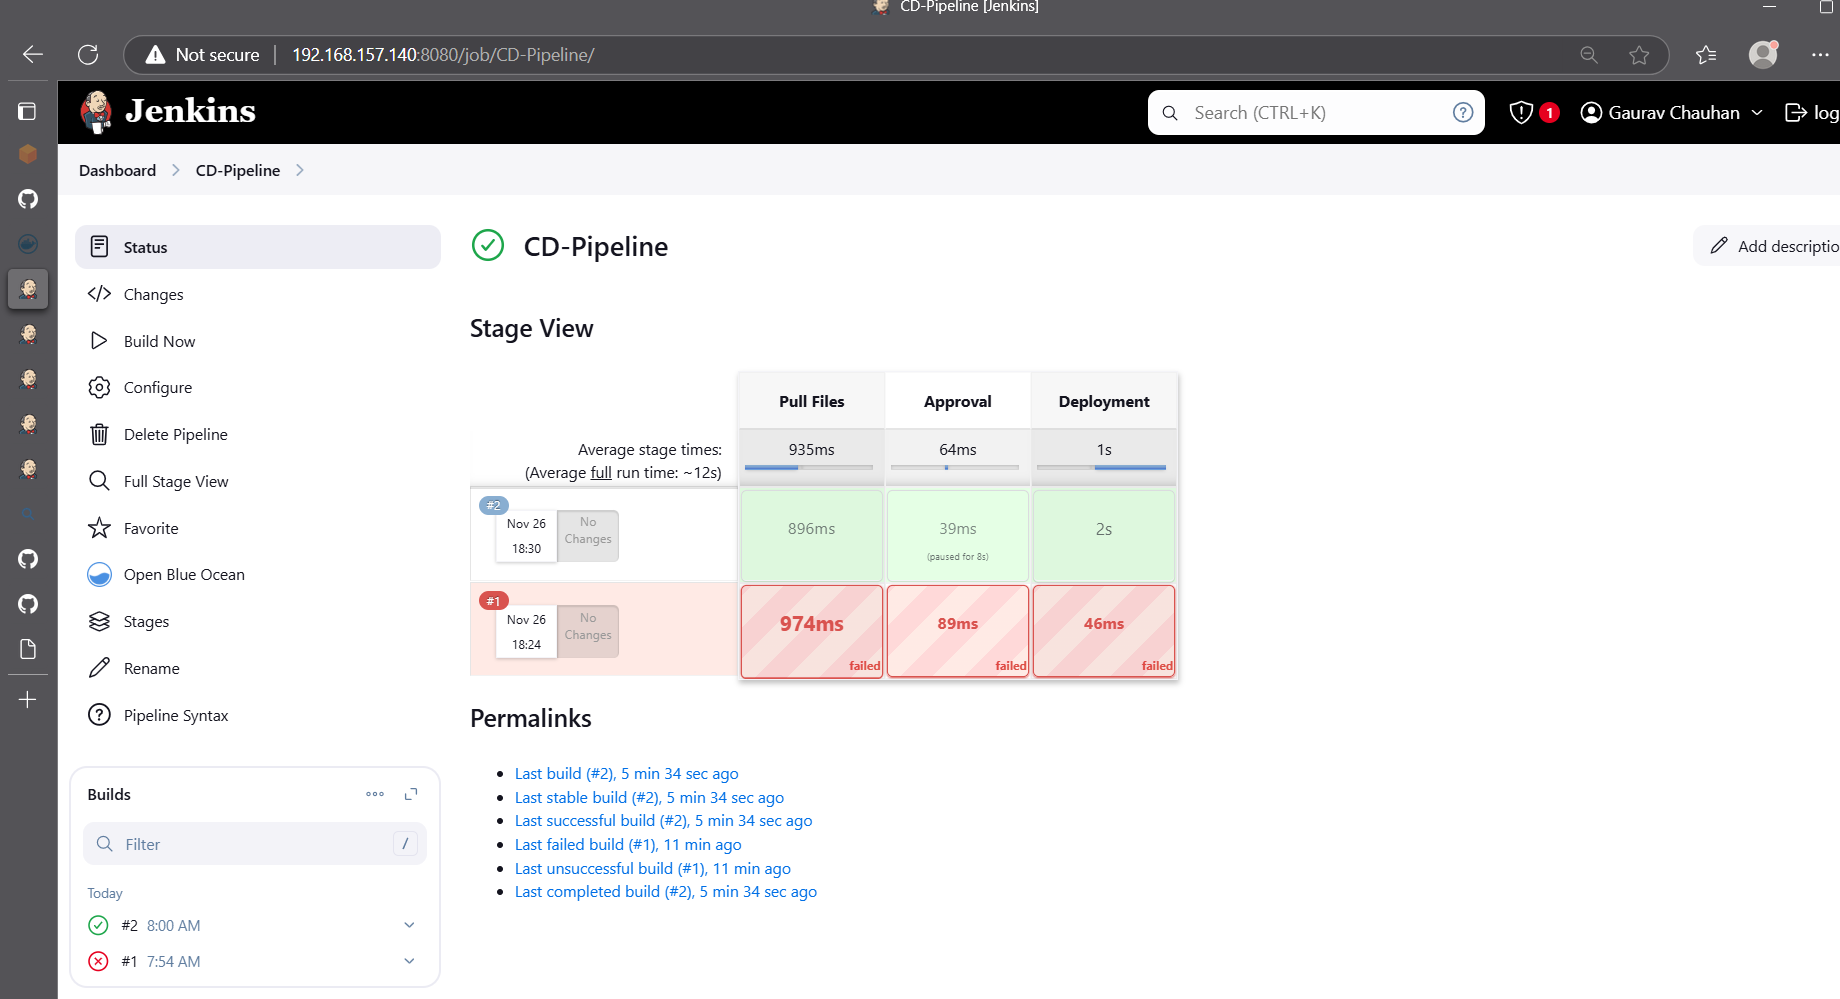 CD-Pipeline [Jenkins]
Not secure
192.168.157.140:8080/job/CD-Pipeline/
Jenkins
Search (CTRL+K)
?
1
Gaurav Chauhan
log
Dashboard
CD-Pipeline
Status
Changes
Build Now
Configure
Delete Pipeline
Full Stage View
Favorite
Open Blue Ocean
Stages
Rename
Pipeline Syntax
Builds
Filter
/
Today
#2 8:00 AM
#1 7:54 AM
CD-Pipeline
Add descriptio
Stage View
Pull Files Approval Deployment
Average stage times: 935ms 64ms 1s
(Average full run time: ~12s)
#2
Nov 26
18:30
No
Changes
896ms
39ms
(paused for 8s)
2s
#1
Nov 26
18:24
No
Changes
974ms
failed
89ms
failed
46ms
failed
Permalinks
Last build (#2), 5 min 34 sec ago
Last stable build (#2), 5 min 34 sec ago
Last successful build (#2), 5 min 34 sec ago
Last failed build (#1), 11 min ago
Last unsuccessful build (#1), 11 min ago
Last completed build (#2), 5 min 34 sec ago